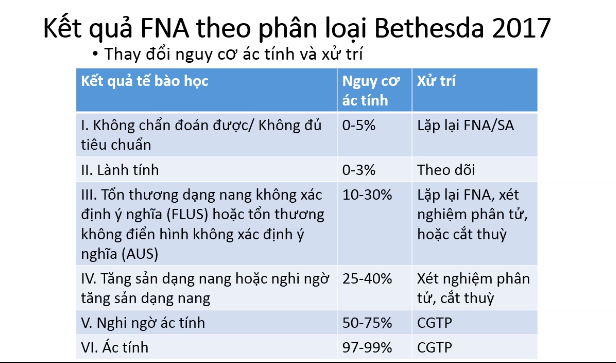 Kết quả FNA theo phân loại Bethesda 2017
• Thay đổi nguy cơ ác tính và xử trí
Kết quả tế bào học
Nguy cơ
ác tính
Xử trí
I. Không chẩn đoán được/ Không đủ
tiêu chuẩn
0-5%
Lặp lại FNA/SA
II. Lành tính
0-3%
Theo dõi
III. Tổn thương dạng nang không xác
định ý nghĩa (FLUS) hoặc tổn thương
không điển hình không xác định ý
nghĩa (AUS)
10-30%
Lặp lại FNA, xét
nghiệm phân tử,
hoặc cắt thuỳ
IV. Tăng sản dạng nang hoặc nghi ngờ
tăng sản dạng nang
25-40%
Xét nghiệm phân
tử, cắt thuỳ
V. Nghi ngờ ác tính
50-75%
CGTP
VI. Ác tính
97-99%
CGTP